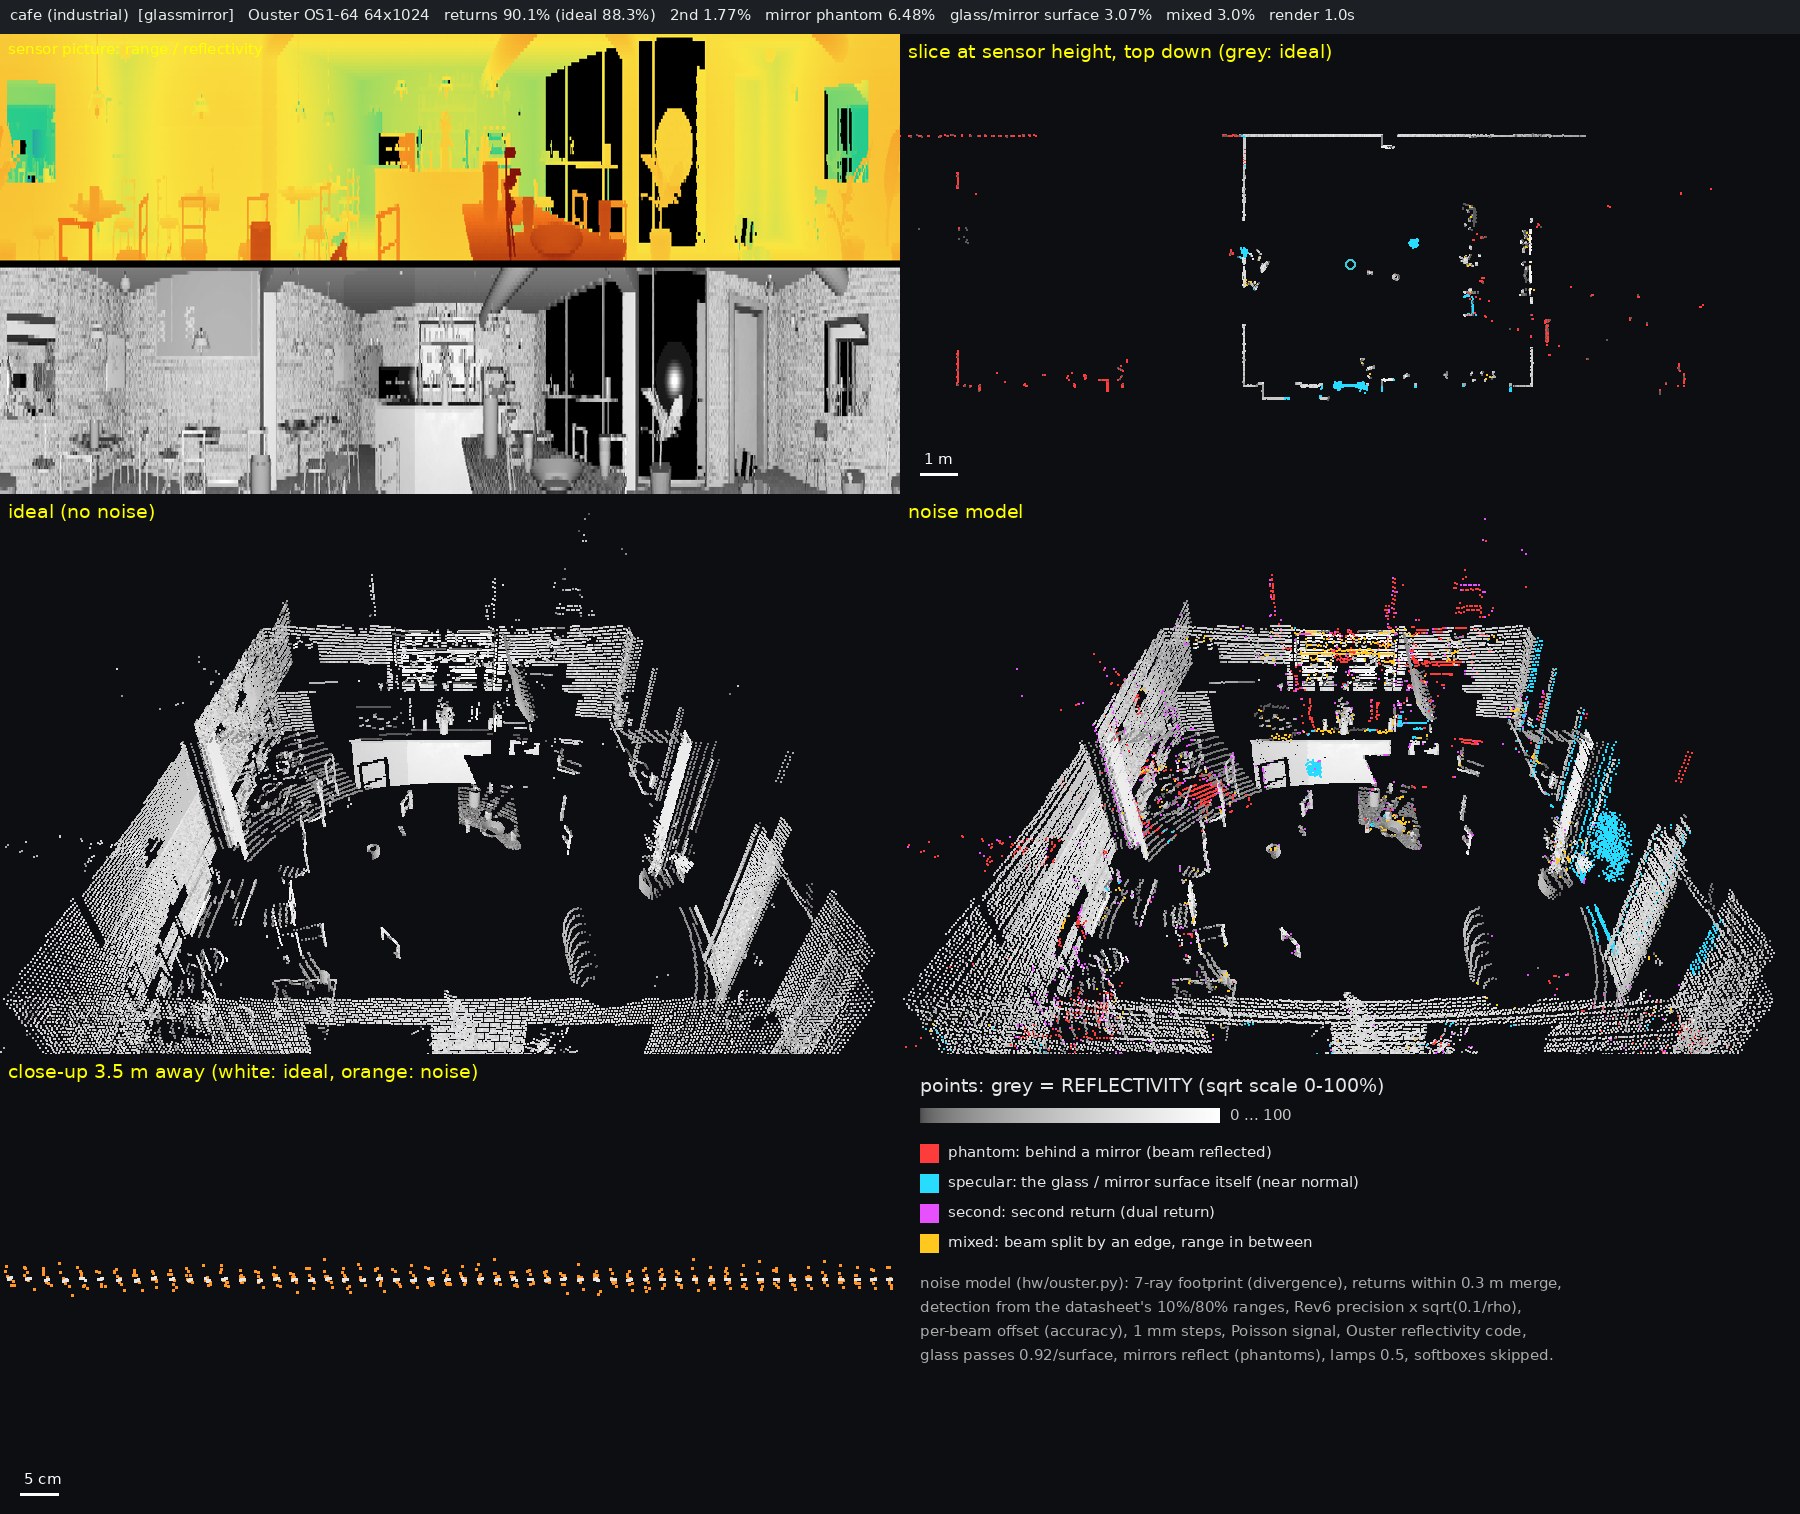 cafe (industrial)  [glassmirror]   Ouster OS1-64 64x1024   returns 90.1% (ideal 88.3%)   2nd 1.77%   mirror phantom 6.48%   glass/mirror surface 3.07%   mixed 3.0%   render 1.0s
sensor picture: range / reflectivity
slice at sensor height, top down (grey: ideal)
1 m
ideal (no noise)
noise model
close-up 3.5 m away (white: ideal, orange: noise)
5 cm
points: grey = REFLECTIVITY (sqrt scale 0-100%)
0 ... 100
phantom: behind a mirror (beam reflected)
specular: the glass / mirror surface itself (near normal)
second: second return (dual return)
mixed: beam split by an edge, range in between
noise model (hw/ouster.py): 7-ray footprint (divergence), returns within 0.3 m merge,
detection from the datasheet's 10%/80% ranges, Rev6 precision x sqrt(0.1/rho),
per-beam offset (accuracy), 1 mm steps, Poisson signal, Ouster reflectivity code,
glass passes 0.92/surface, mirrors reflect (phantoms), lamps 0.5, softboxes skipped.